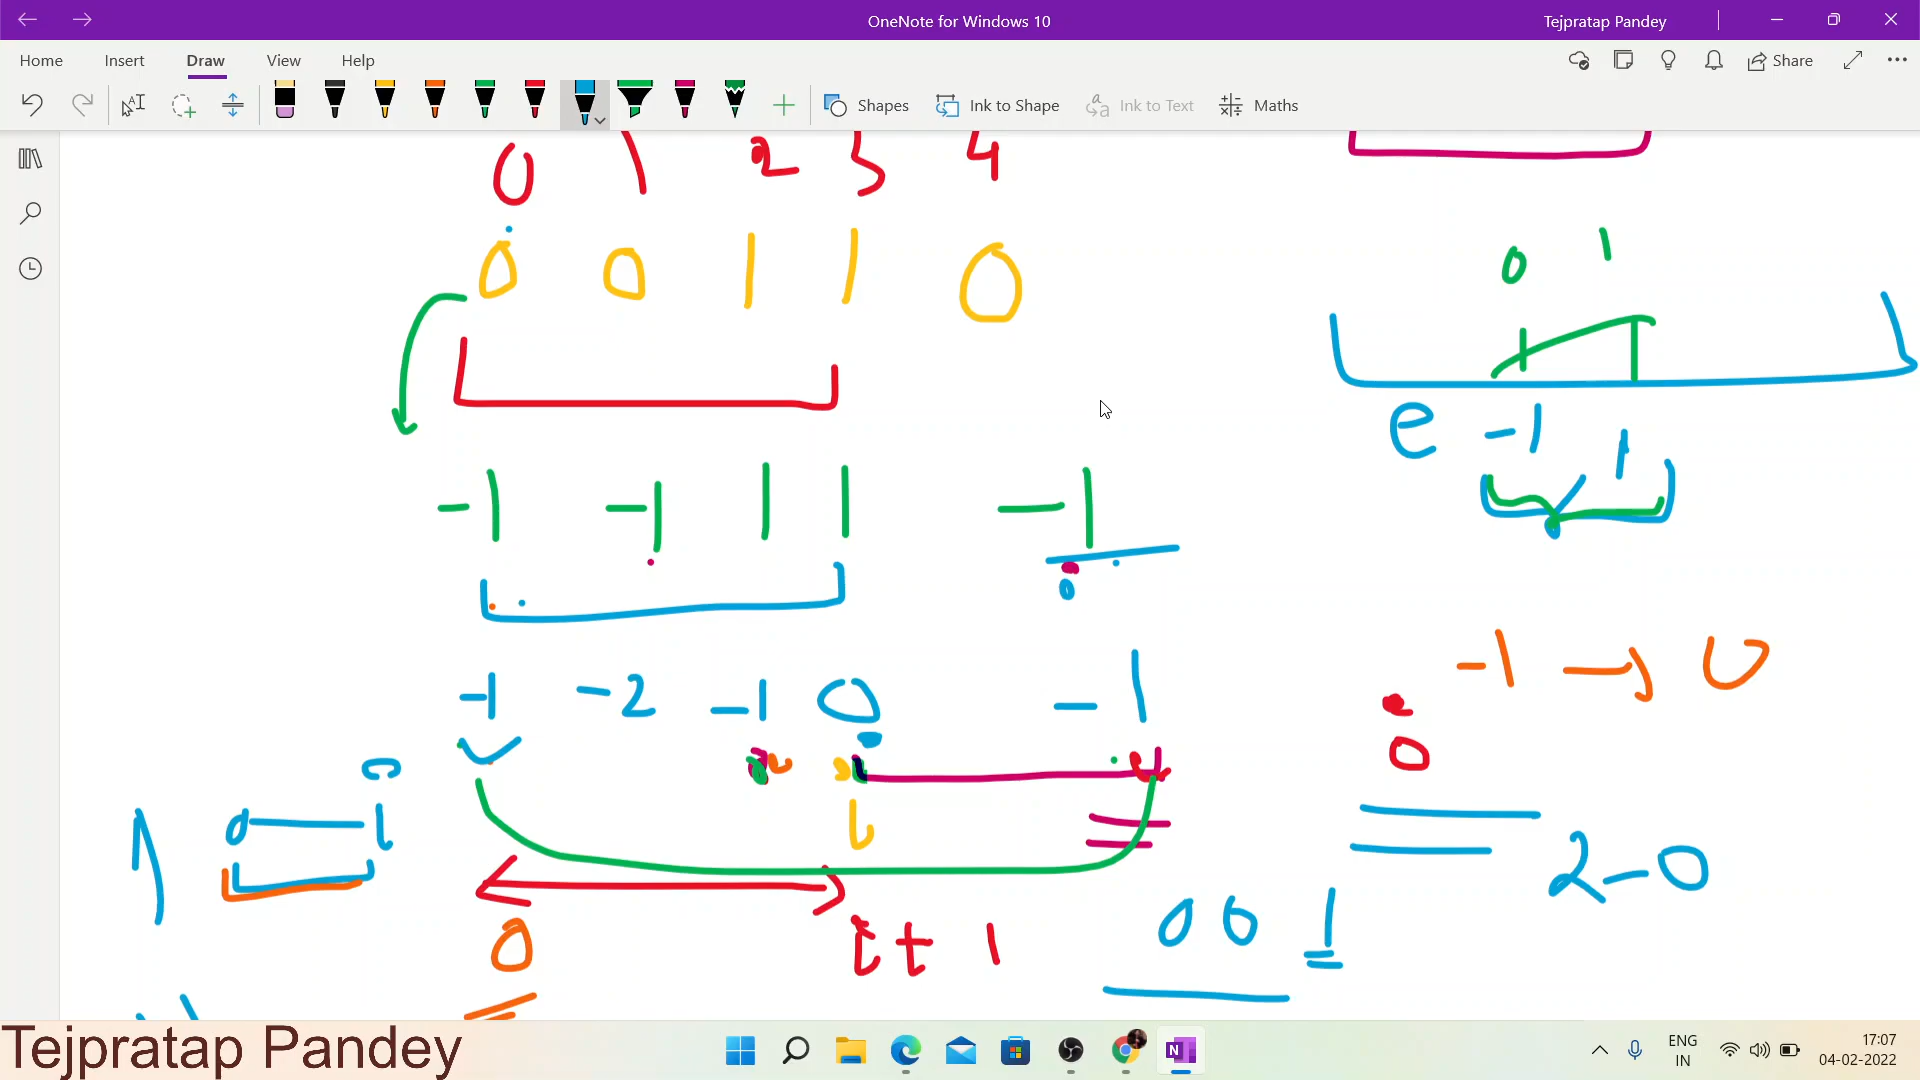 OneNote for Windows 10
Tejpratap Pandey
Home Insert Draw View Help
Share
Shapes Ink to Shape Ink to Text Maths
0 1 2 3 4
0 0 1 1 0
0 1
e -1 1
-1 -1 1 1 -1
0
-1 -2 -1 0 -1
-1 → 0
0
2-0
0 0 1
i+1
0
ENG
IN
17:07
04-02-2022
Tejpratap Pandey